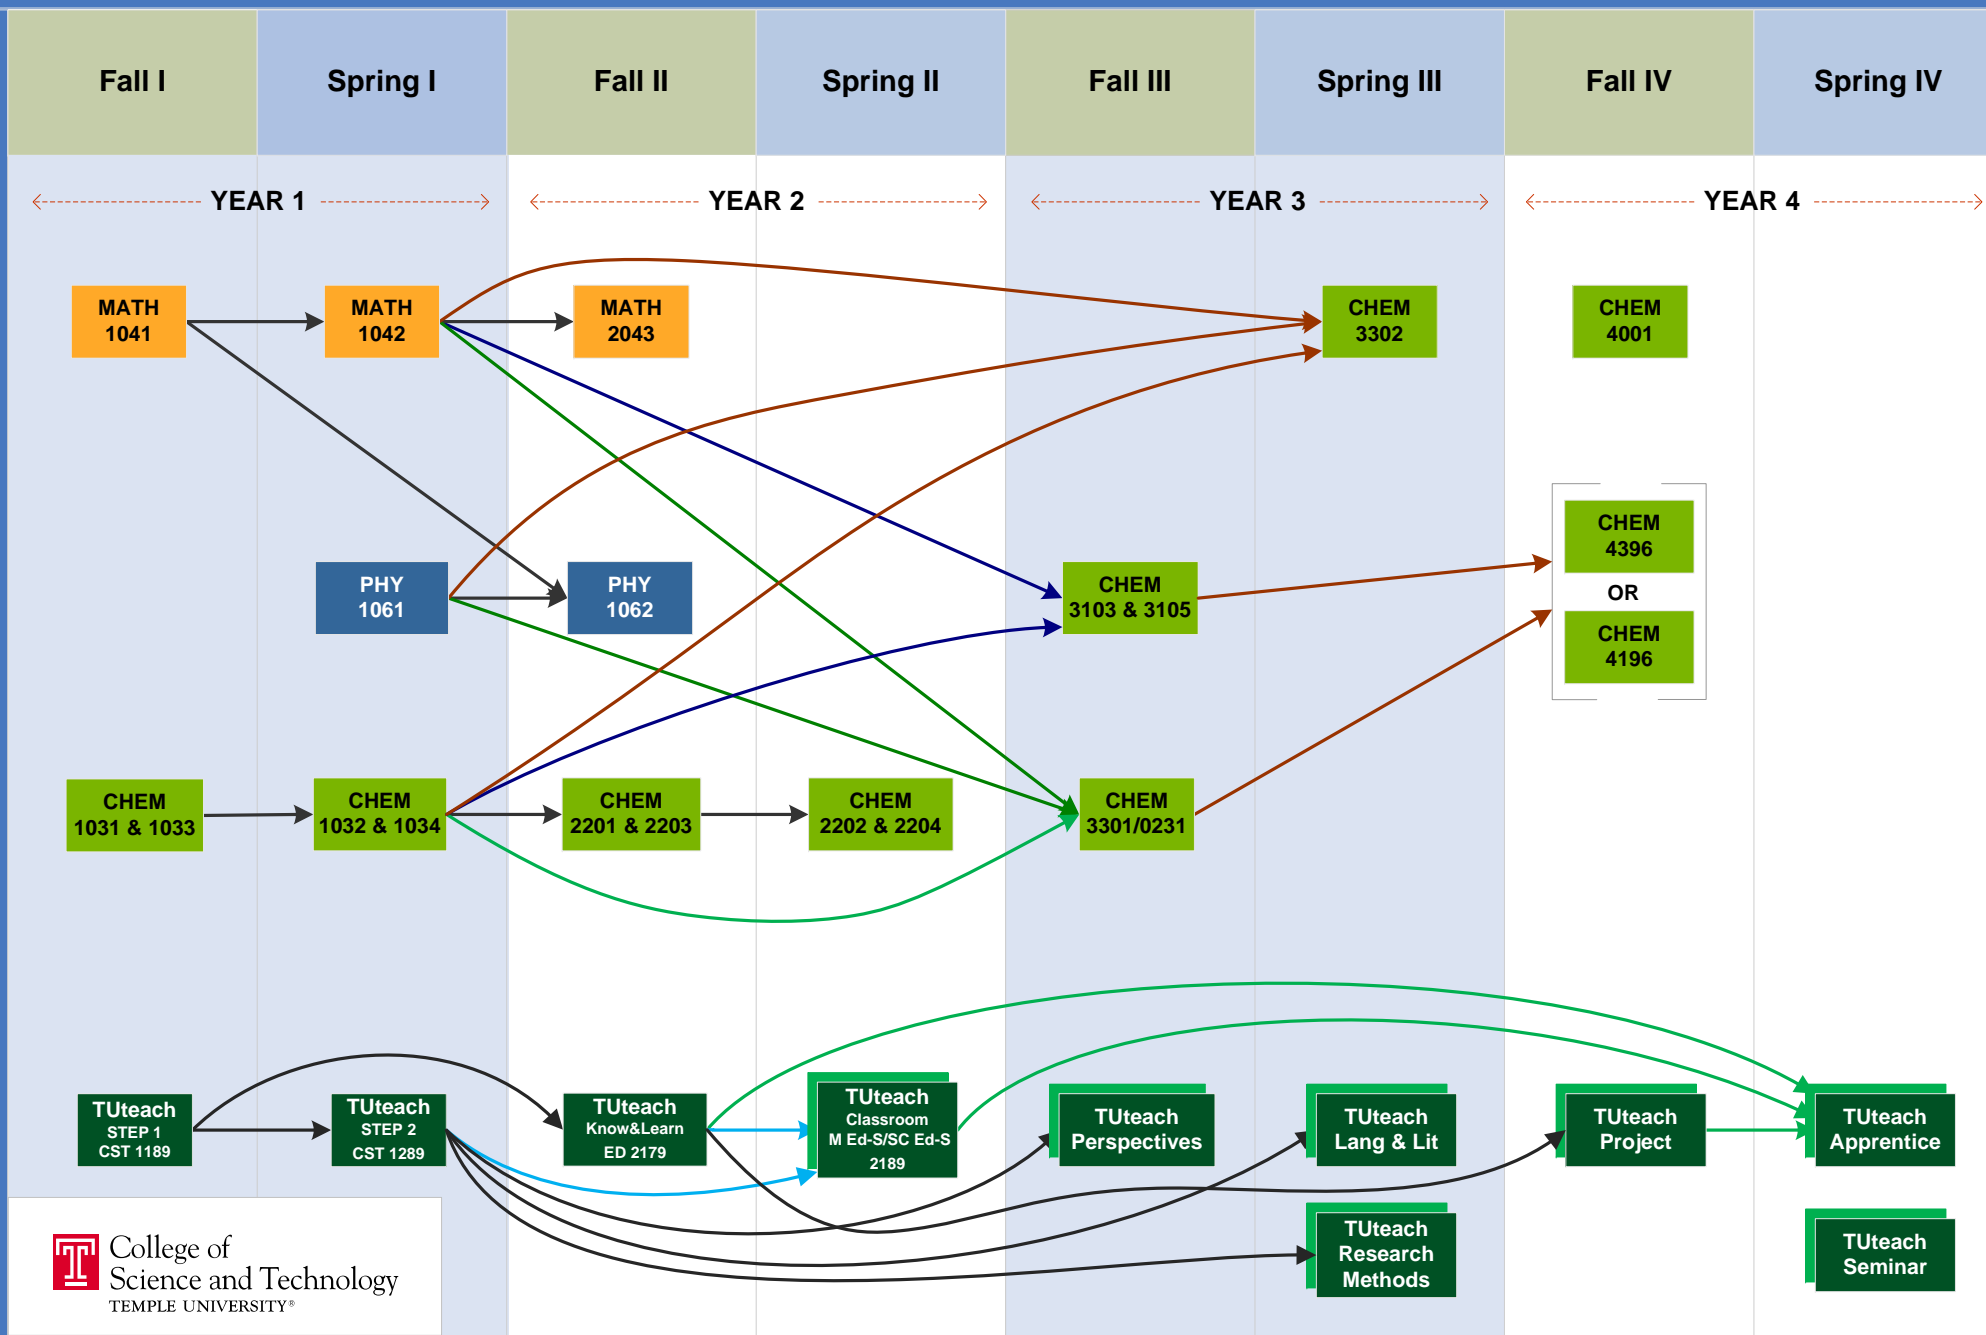 Fall I
Spring I
Fall II
Spring II
Fall III
Spring III
Fall IV
Spring IV
YEAR 1
YEAR 2
YEAR 3
YEAR 4
MATH
1041
MATH
1042
MATH
2043
CHEM
3302
CHEM
4001
PHY
1061
PHY
1062
CHEM
3103 & 3105
CHEM
4396
OR
CHEM
4196
CHEM
1031 & 1033
CHEM
1032 & 1034
CHEM
2201 & 2203
CHEM
2202 & 2204
CHEM
3301/0231
TUteach
STEP 1
CST 1189
TUteach
STEP 2
CST 1289
TUteach
Know&Learn
ED 2179
TUteach
Classroom
M Ed-S/SC Ed-S
2189
TUteach
Perspectives
TUteach
Lang & Lit
TUteach
Project
TUteach
Apprentice
TUteach
Research
Methods
TUteach
Seminar
T
College of
Science and Technology
TEMPLE UNIVERSITY®